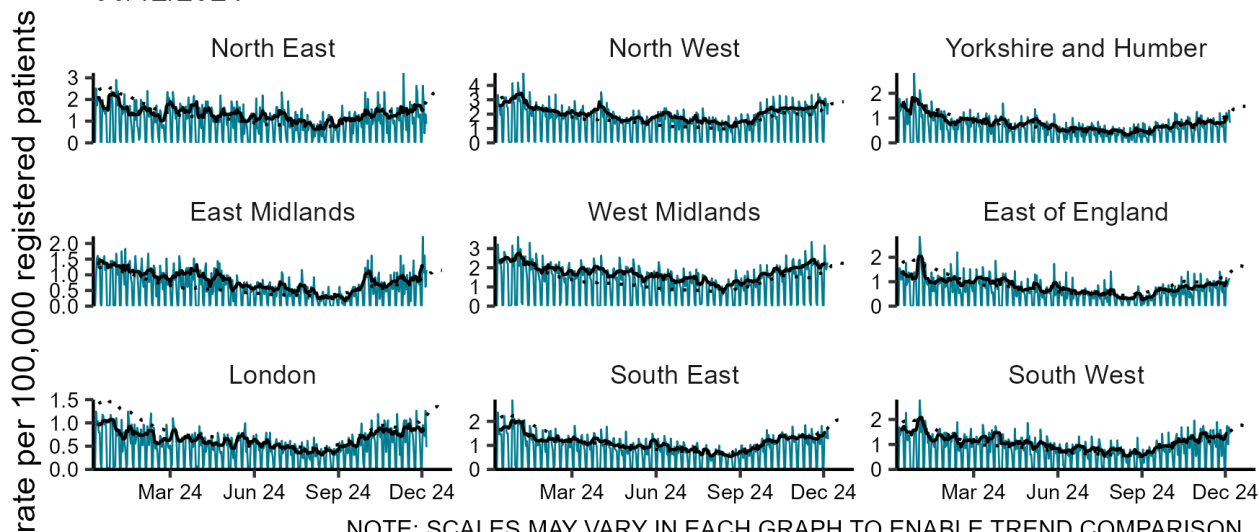 rate per 100,000 registered patients
North East
North West
Yorkshire and Humber
3
2
1
0
4
3
2
1
0
2
1
0
East Midlands
West Midlands
East of England
2.0
1.5
1.0
0.5
0.0
3
2
1
0
2
1
0
London
South East
South West
1.5
1.0
0.5
0.0
2
1
0
2
1
0
Mar 24 Jun 24 Sep 24 Dec 24
Mar 24 Jun 24 Sep 24 Dec 24
Mar 24 Jun 24 Sep 24 Dec 24
NOTE: SCALES MAY VARY IN EACH GRAPH TO ENABLE TREND COMPARISON